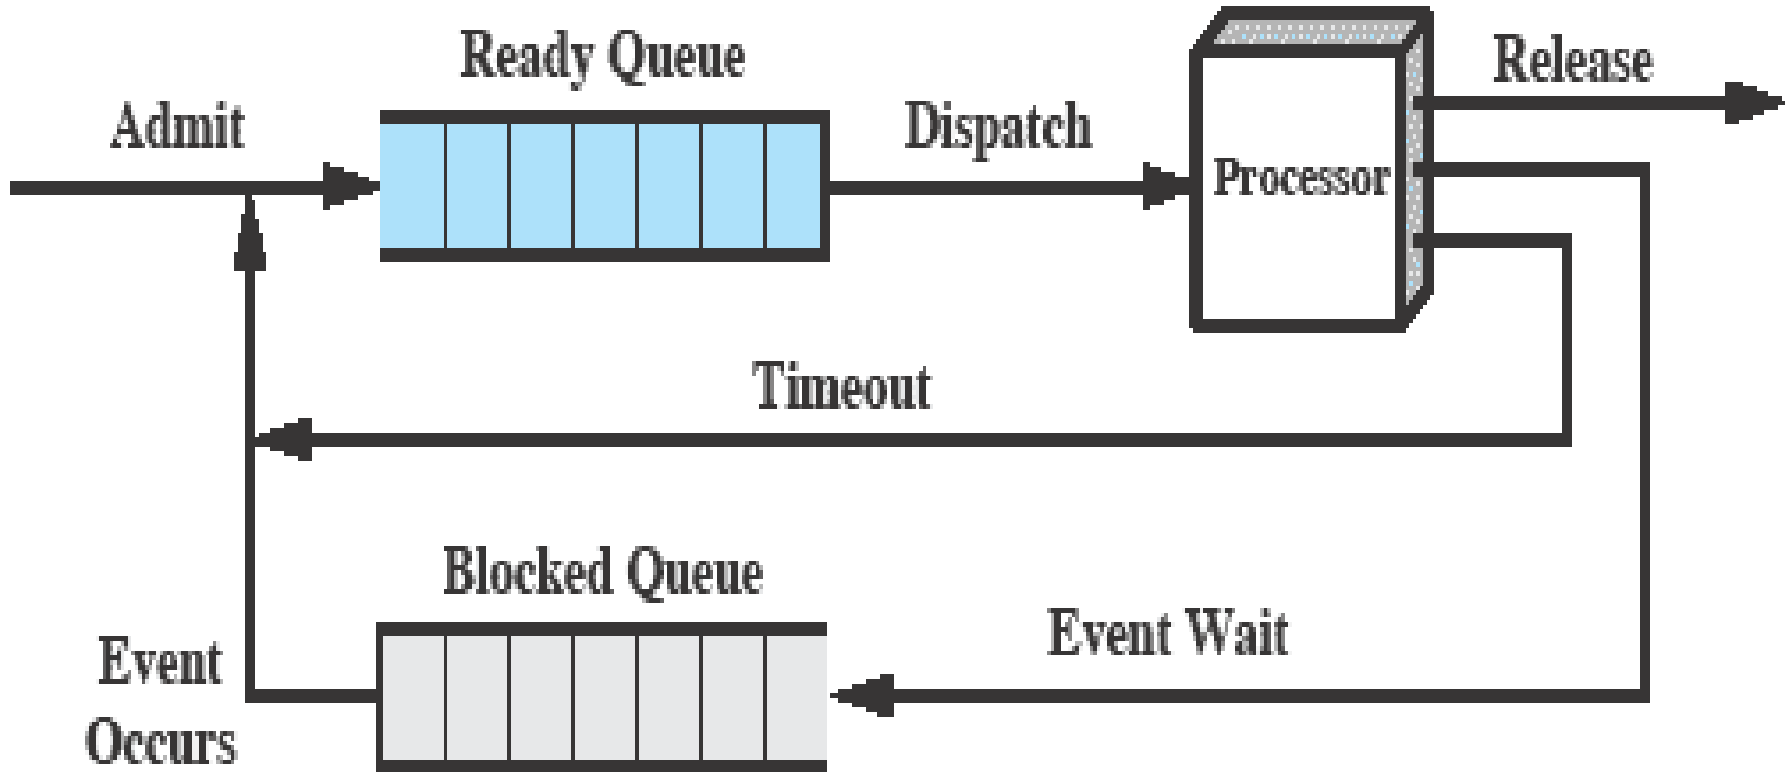 Ready Queue
Release
Admit
Dispatch
Processor
Timeout
Blocked Queue
Event Wait
Event
Occurs